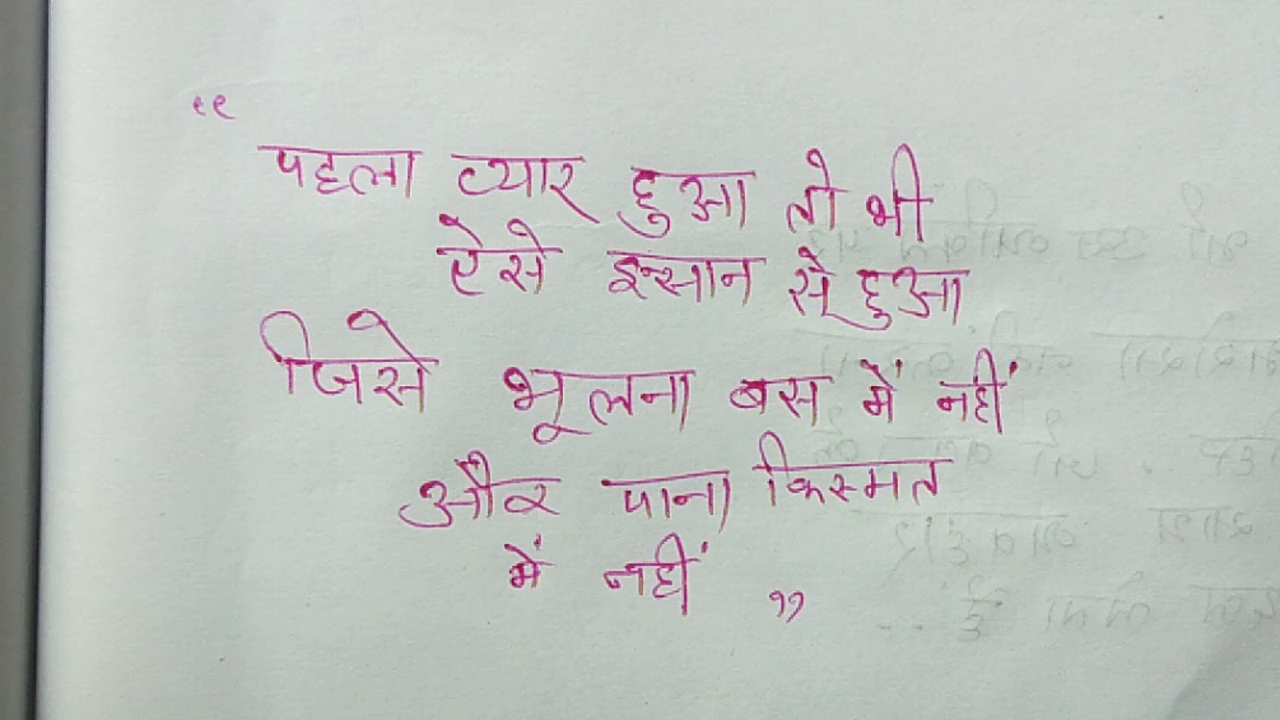 “
पहला प्यार हुआ तो भी
ऐसे इन्सान से हुआ
जिसे भूलना बस में नहीं
और पाना किस्मत
में नहीं ”